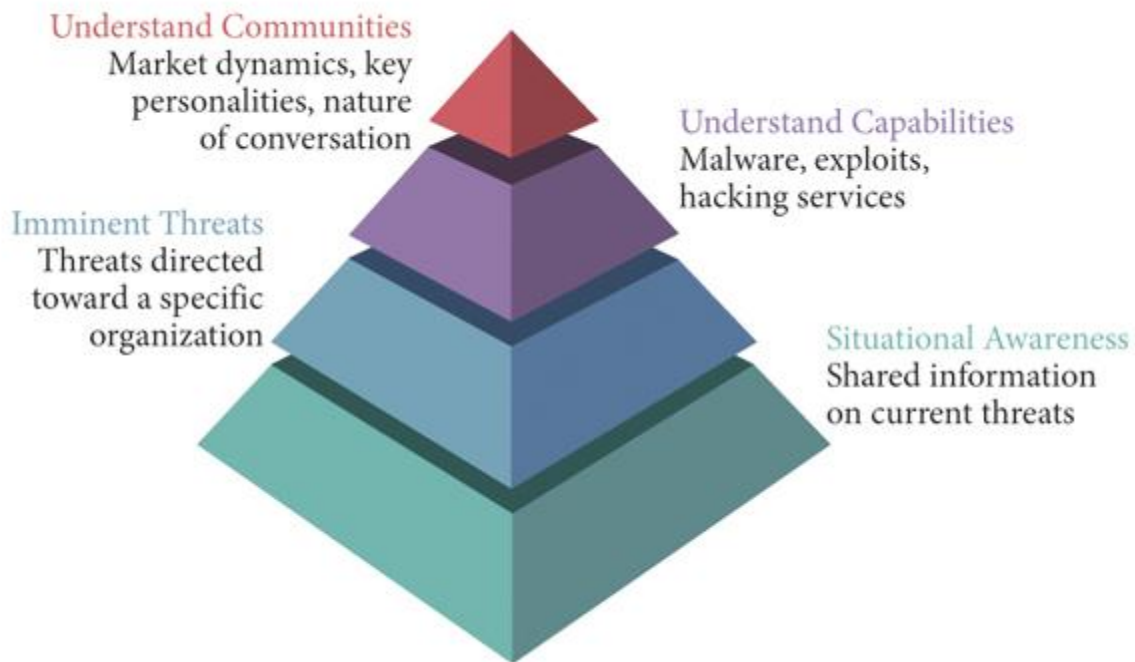 Understand Communities
Market dynamics, key
personalities, nature
of conversation
Understand Capabilities
Malware, exploits,
hacking services
Imminent Threats
Threats directed
toward a specific
organization
Situational Awareness
Shared information
on current threats